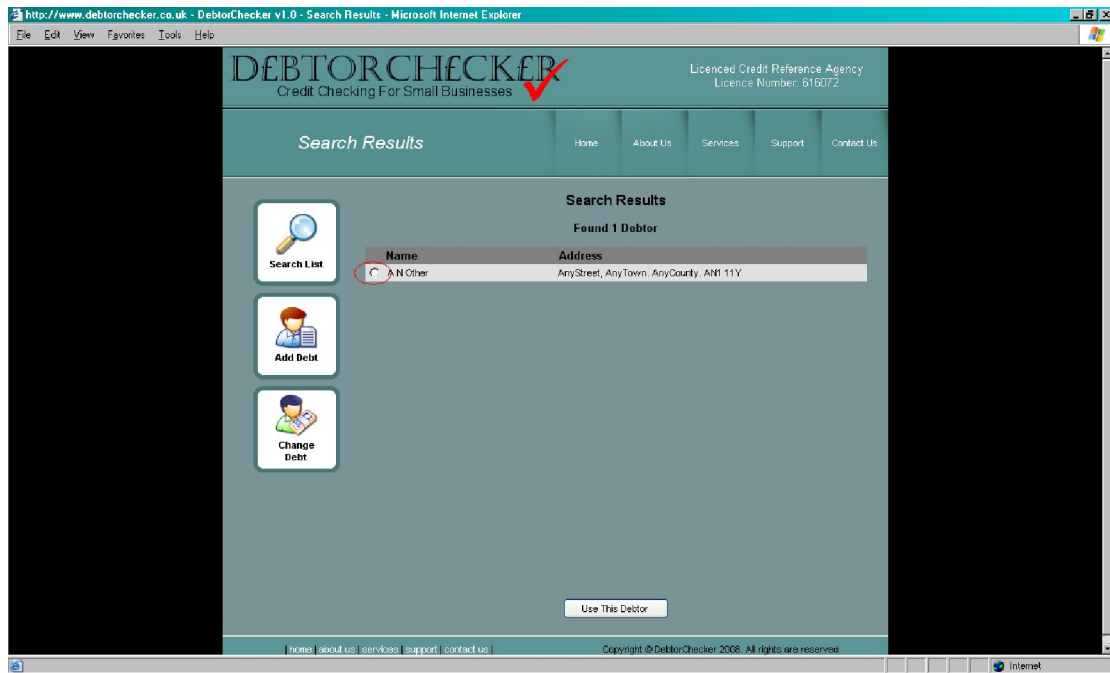 http://www.debtorchecker.co.uk - DebtorChecker v1.0 - Search Results - Microsoft Internet Explorer
File Edit View Favorites Tools Help
D£BTORCH£CK£R
Credit Checking For Small Businesses
Licenced Credit Reference Agency
Licence Number: 616072
Search Results
Home About Us Services Support Contact Us
Search Results
Found 1 Debtor
Name Address
A N Other AnyStreet, AnyTown. AnyCounty. AN1 11Y
Search List
Add Debt
Change
Debt
Use This Debtor
| home | about us | services | support | contact us | Copyright © DebtorChecker 2008. All rights are reserved
Internet